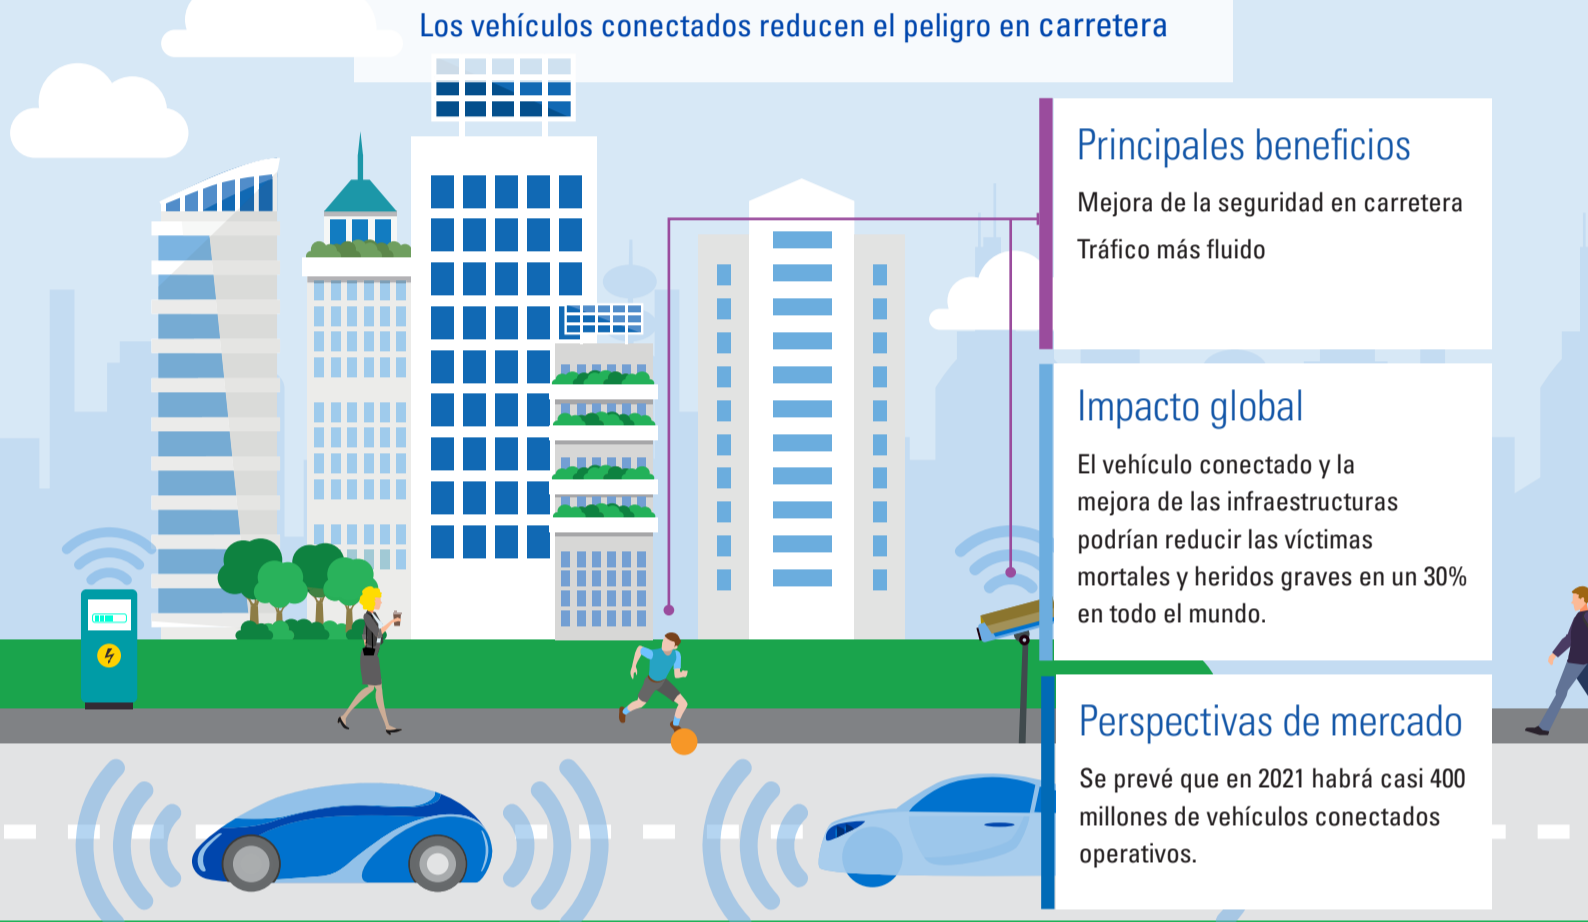 Los vehículos conectados reducen el peligro en carretera
Principales beneficios
Mejora de la seguridad en carretera
Tráfico más fluido
Impacto global
El vehículo conectado y la
mejora de las infraestructuras
podrían reducir las víctimas
mortales y heridos graves en un 30%
en todo el mundo.
Perspectivas de mercado
Se prevé que en 2021 habrá casi 400
millones de vehículos conectados
operativos.